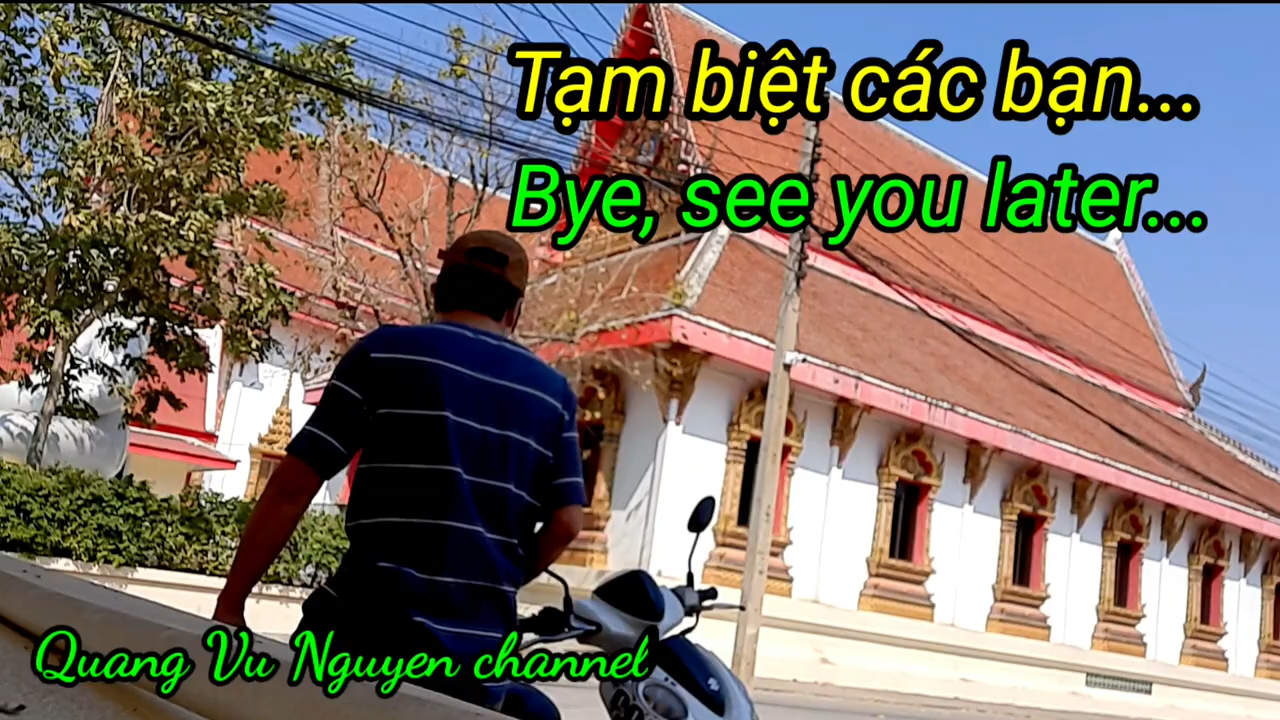 Tạm biệt các bạn...
Bye, see you later...
Quang Vu Nguyen channel